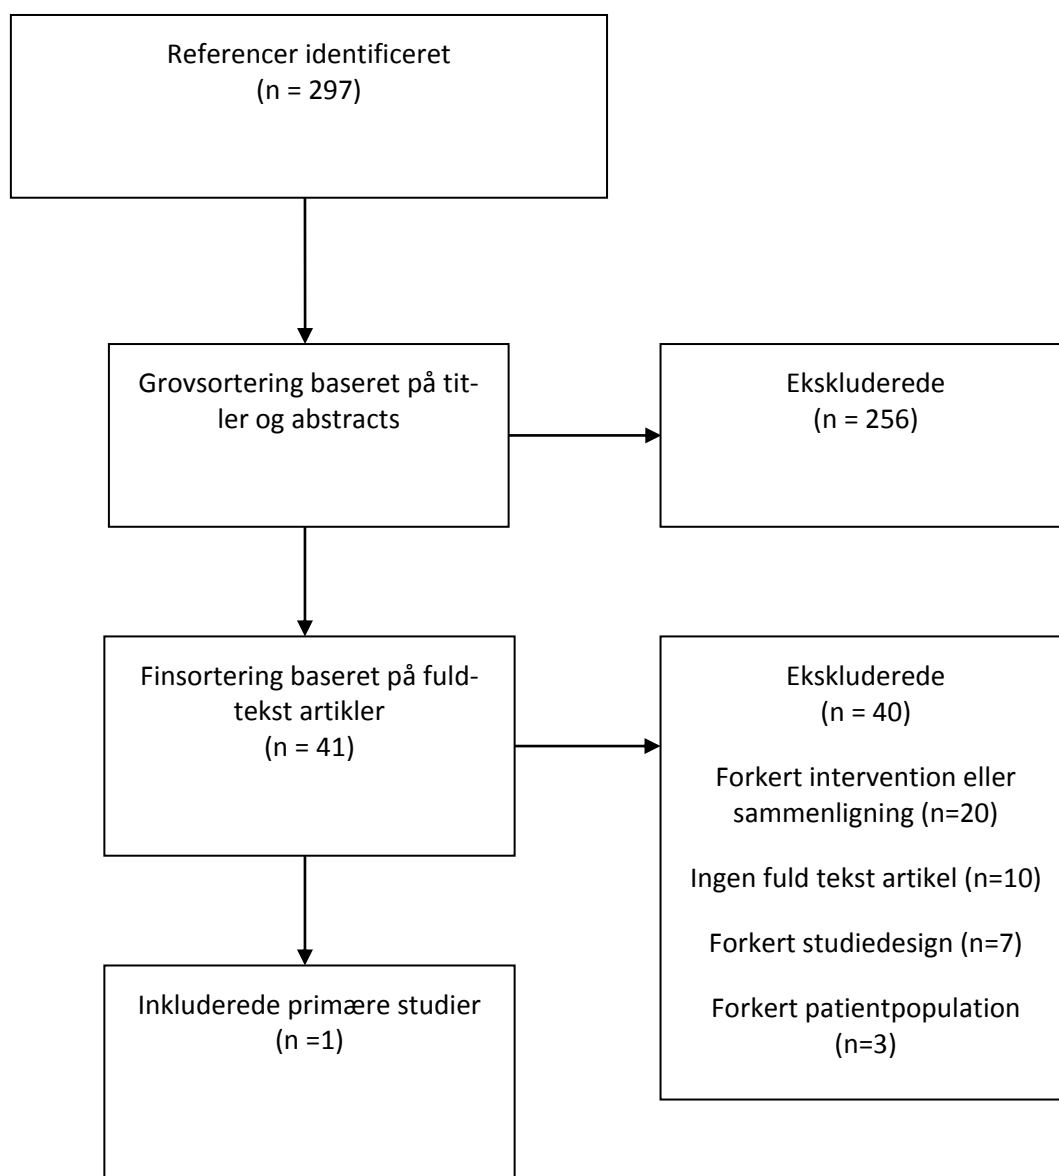 Referencer identificeret
(n = 297)
Grovsortering baseret på tit-
ler og abstracts
Ekskluderede
(n = 256)
Finsortering baseret på fuld-
tekst artikler
(n = 41)
Ekskluderede
(n = 40)
Forkert intervention eller
sammenligning (n=20)
Ingen fuld tekst artikel (n=10)
Forkert studiedesign (n=7)
Forkert patientpopulation
(n=3)
Inkluderede primære studier
(n =1)